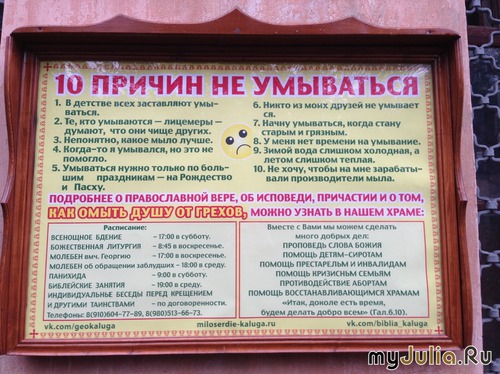 10 ПРИЧИН НЕ УМЫВАТЬСЯ
1. В детстве всех заставляют умы-
ваться.
2. Те, кто умываются — лицемеры —
думают, что они чище других.
3. Непонятно, какое мыло лучше.
4. Когда-то я умывался, но это не
помогло.
5. Умываться нужно только по боль-
шим праздникам — на Рождество
и Пасху.
6. Никто из моих друзей не умывает
ся.
7. Начну умываться, когда стану
старым и грязным.
8. У меня нет времени на умывание.
9. Зимой вода слишком холодная, а
летом слишком теплая.
10. Не хочу, чтобы на мне зарабаты-
вали производители мыла.
ПОДРОБНЕЕ О ПРАВОСЛАВНОЙ ВЕРЕ, ОБ ИСПОВЕДИ, ПРИЧАСТИИ И О ТОМ,
КАК ОМЫТЬ ДУШУ ОТ ГРЕХОВ, МОЖНО УЗНАТЬ В НАШЕМ ХРАМЕ:
Расписание:
ВСЕНОЩНОЕ БДЕНИЕ – 17:00 в субботу.
БОЖЕСТВЕННАЯ ЛИТУРГИЯ – 8:45 в воскресенье.
МОЛЕБЕН вмч. Георгию – 17:00 в воскресенье.
МОЛЕБЕН об обращении заблудших – 18:00 в среду.
ПАНИХИДА – 9:00 в субботу.
БИБЛЕЙСКИЕ ЗАНЯТИЯ – 19:00 в среду.
ИНДИВИДУАЛЬНЫЕ БЕСЕДЫ ПЕРЕД КРЕЩЕНИЕМ
И ДРУГИМИ ТАИНСТВАМИ – по договоренности.
Телефоны: 8(910)604–77–89, 8(980)513–66–73.
Вместе с Вами мы можем сделать
много добрых дел:
ПРОПОВЕДЬ СЛОВА БОЖИЯ
ПОМОЩЬ ДЕТЯМ–СИРОТАМ
ПОМОЩЬ ПРЕСТАРЕЛЫМ И ИНВАЛИДАМ
ПОМОЩЬ КРИЗИСНЫМ СЕМЬЯМ
ПРОТИВОДЕЙСТВИЕ АБОРТАМ
ПОМОЩЬ ВОССТАНАВЛИВАЮЩИМСЯ ХРАМАМ
«Итак, доколе есть время,
будем делать добро всем» (Гал.6.10).
vk.com/geokaluga miloserdie-kaluga.ru vk.com/biblia_kaluga
myJulia.Ru